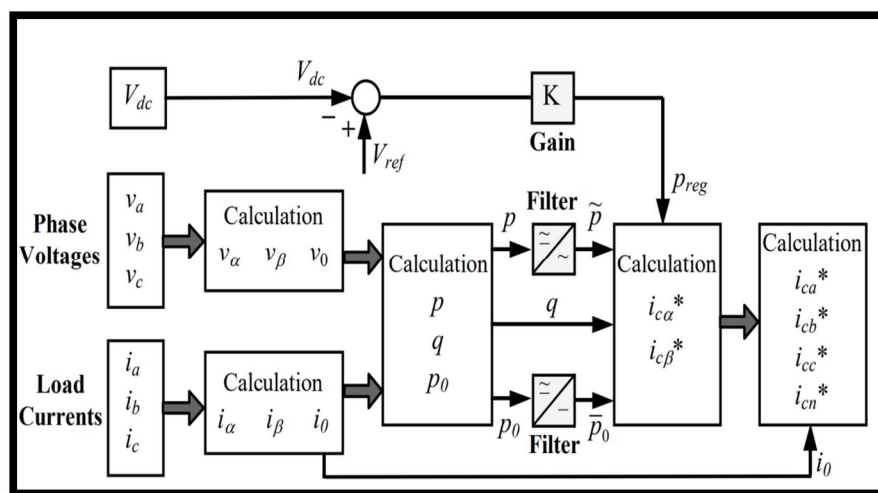 V_dc
V_dc
−
+
V_ref
K
Gain
p_reg
Phase
Voltages
v_a
v_b
v_c
Calculation
v_α v_β v_0
Calculation
p
q
p_0
p
Filter
p̃
q
p_0
Filter
p̄_0
Calculation
i_cα*
i_cβ*
Calculation
i_ca*
i_cb*
i_cc*
i_cn*
Load
Currents
i_a
i_b
i_c
Calculation
i_α i_β i_0
i_0